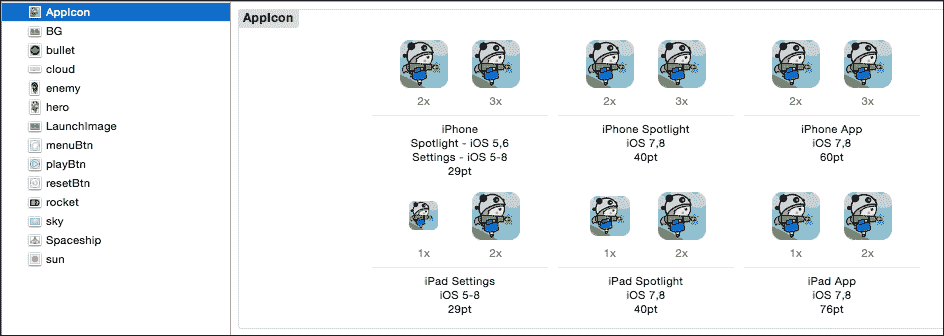 AppIcon
BG
bullet
cloud
enemy
hero
LaunchImage
menuBtn
playBtn
resetBtn
rocket
sky
Spaceship
sun
AppIcon
2x 3x 2x 3x 2x 3x
iPhone
Spotlight - iOS 5,6
Settings - iOS 5-8
29pt
iPhone Spotlight
iOS 7,8
40pt
iPhone App
iOS 7,8
60pt
1x 2x 1x 2x 1x 2x
iPad Settings
iOS 5-8
29pt
iPad Spotlight
iOS 7,8
40pt
iPad App
iOS 7,8
76pt